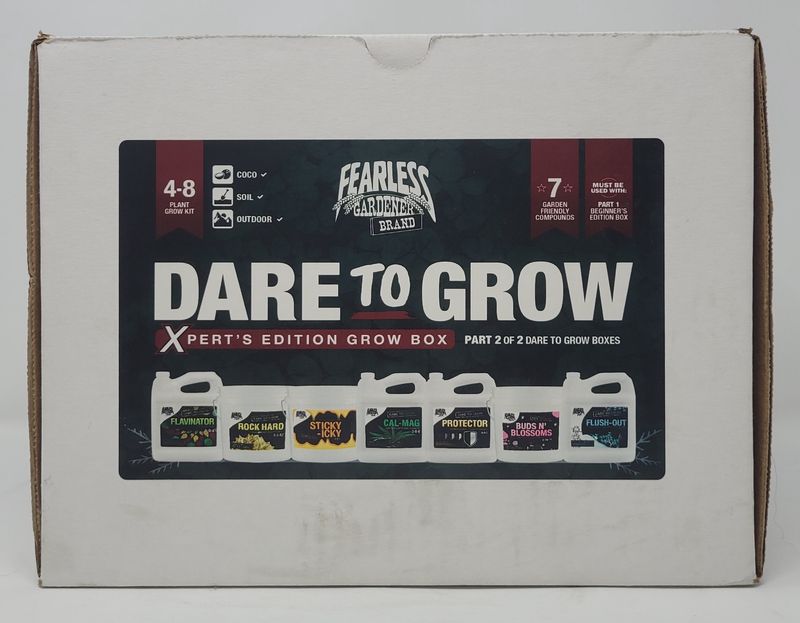 4-8
PLANT
GROW KIT
COCO
SOIL
OUTDOOR
FEARLESS
GARDENER
BRAND
7
GARDEN
FRIENDLY
COMPOUNDS
MUST BE
USED WITH:
PART 1
BEGINNER'S
EDITION BOX
DARE TO GROW
XPERT'S EDITION GROW BOX
PART 2 OF 2 DARE TO GROW BOXES
FLAVINATOR
ROCK HARD
STICKY
-ICKY
CAL-MAG
PROTECTOR
BUDS N'
BLOSSOMS
FLUSH-OUT